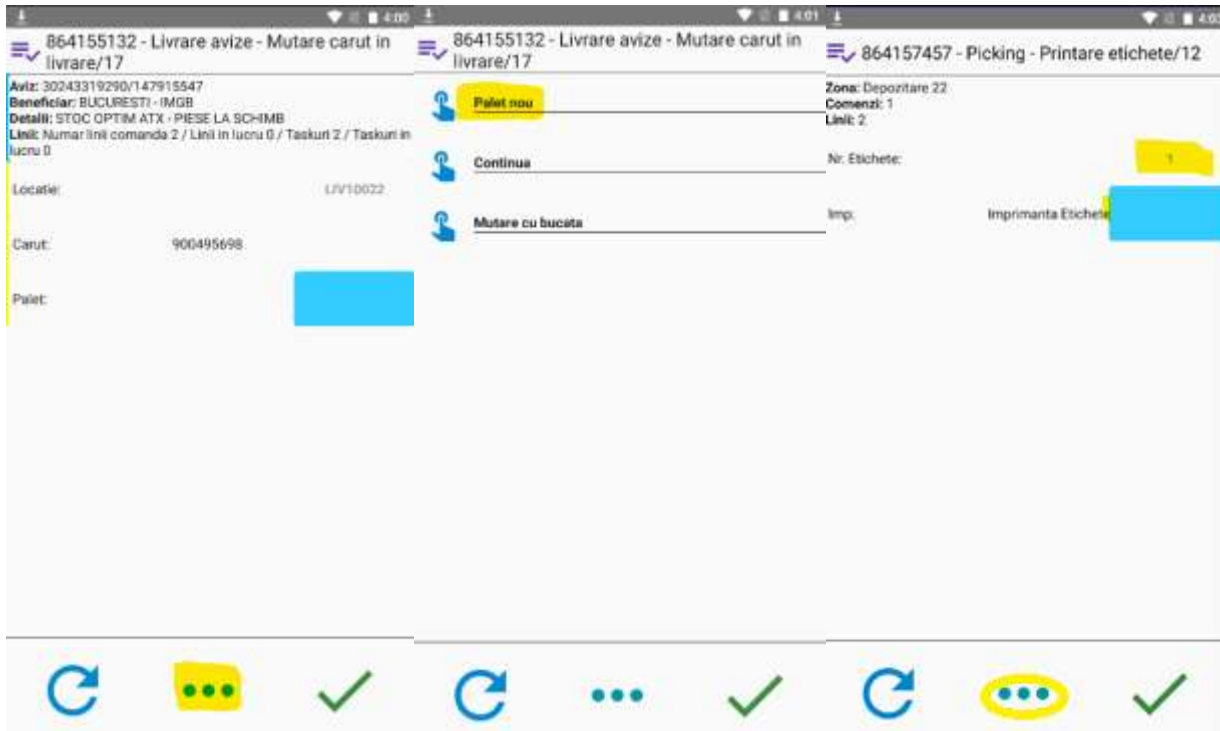 4:00
864155132 - Livrare avize - Mutare carut in
livrare/17
Aviz: 30243319290/147915547
Beneficiar: BUCURESTI - IMGB
Detalii: STOC OPTIM ATX - PIESE LA SCHIMB
Linii: Numar linii comanda 2 / Linii in lucru 0 / Taskuri 2 / Taskuri in
lucru 0
Locatie: LIV10022
Carut: 900495698
Palet:
4:01
864155132 - Livrare avize - Mutare carut in
livrare/17
Palet nou
Continua
Mutare cu bucata
864157457 - Picking - Printare etichete/12
Zona: Depozitare 22
Comenzi: 1
Linii: 2
Nr. Etichete: 1
Imp: Imprimanta Etichete